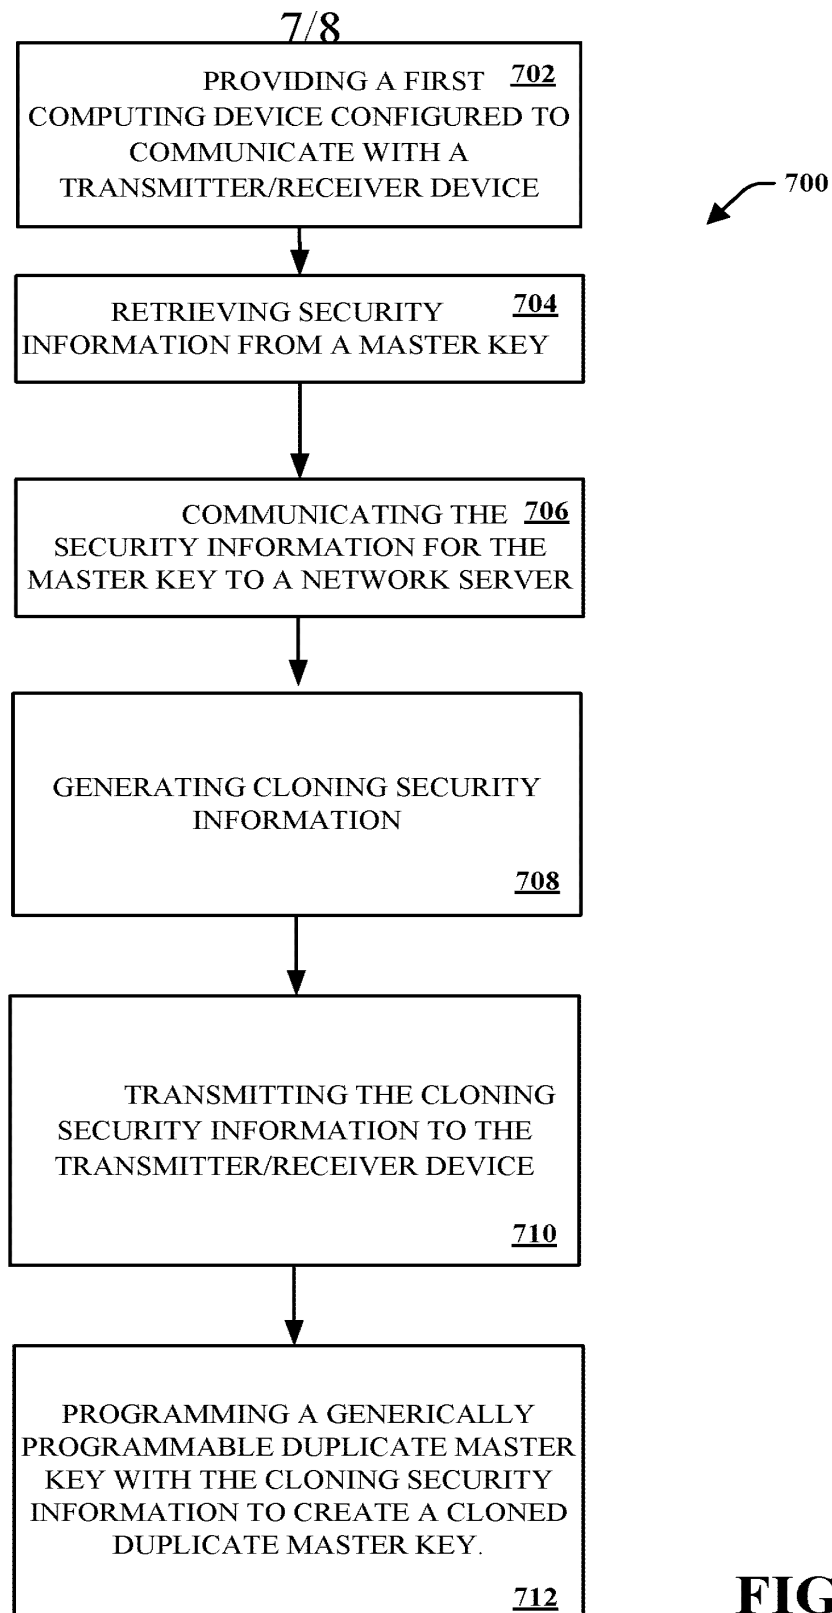 7/8
PROVIDING A FIRST 702
COMPUTING DEVICE CONFIGURED TO
COMMUNICATE WITH A
TRANSMITTER/RECEIVER DEVICE
700
RETRIEVING SECURITY 704
INFORMATION FROM A MASTER KEY
COMMUNICATING THE 706
SECURITY INFORMATION FOR THE
MASTER KEY TO A NETWORK SERVER
GENERATING CLONING SECURITY
INFORMATION
708
TRANSMITTING THE CLONING
SECURITY INFORMATION TO THE
TRANSMITTER/RECEIVER DEVICE
710
PROGRAMMING A GENERICALLY
PROGRAMMABLE DUPLICATE MASTER
KEY WITH THE CLONING SECURITY
INFORMATION TO CREATE A CLONED
DUPLICATE MASTER KEY.
712
FIG